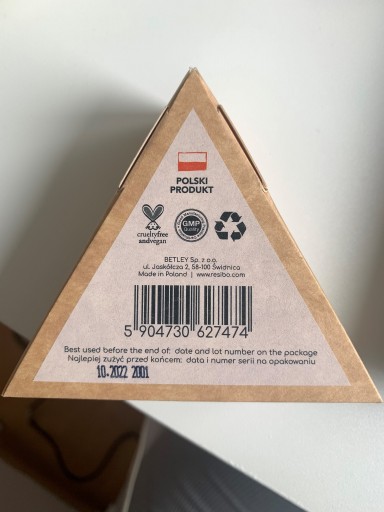 POLSKI
PRODUKT
crueltyfree
andvegan
GMP
Quality
BETLEY Sp. z o.o.
ul. Jaskółcza 2, 58-100 Świdnica
Made in Poland | www.resibo.com
5 904730 627474
Best used before the end of: date and lot number on the package
Najlepiej zużyć przed końcem: data i numer serii na opakowaniu
10.2022 2001